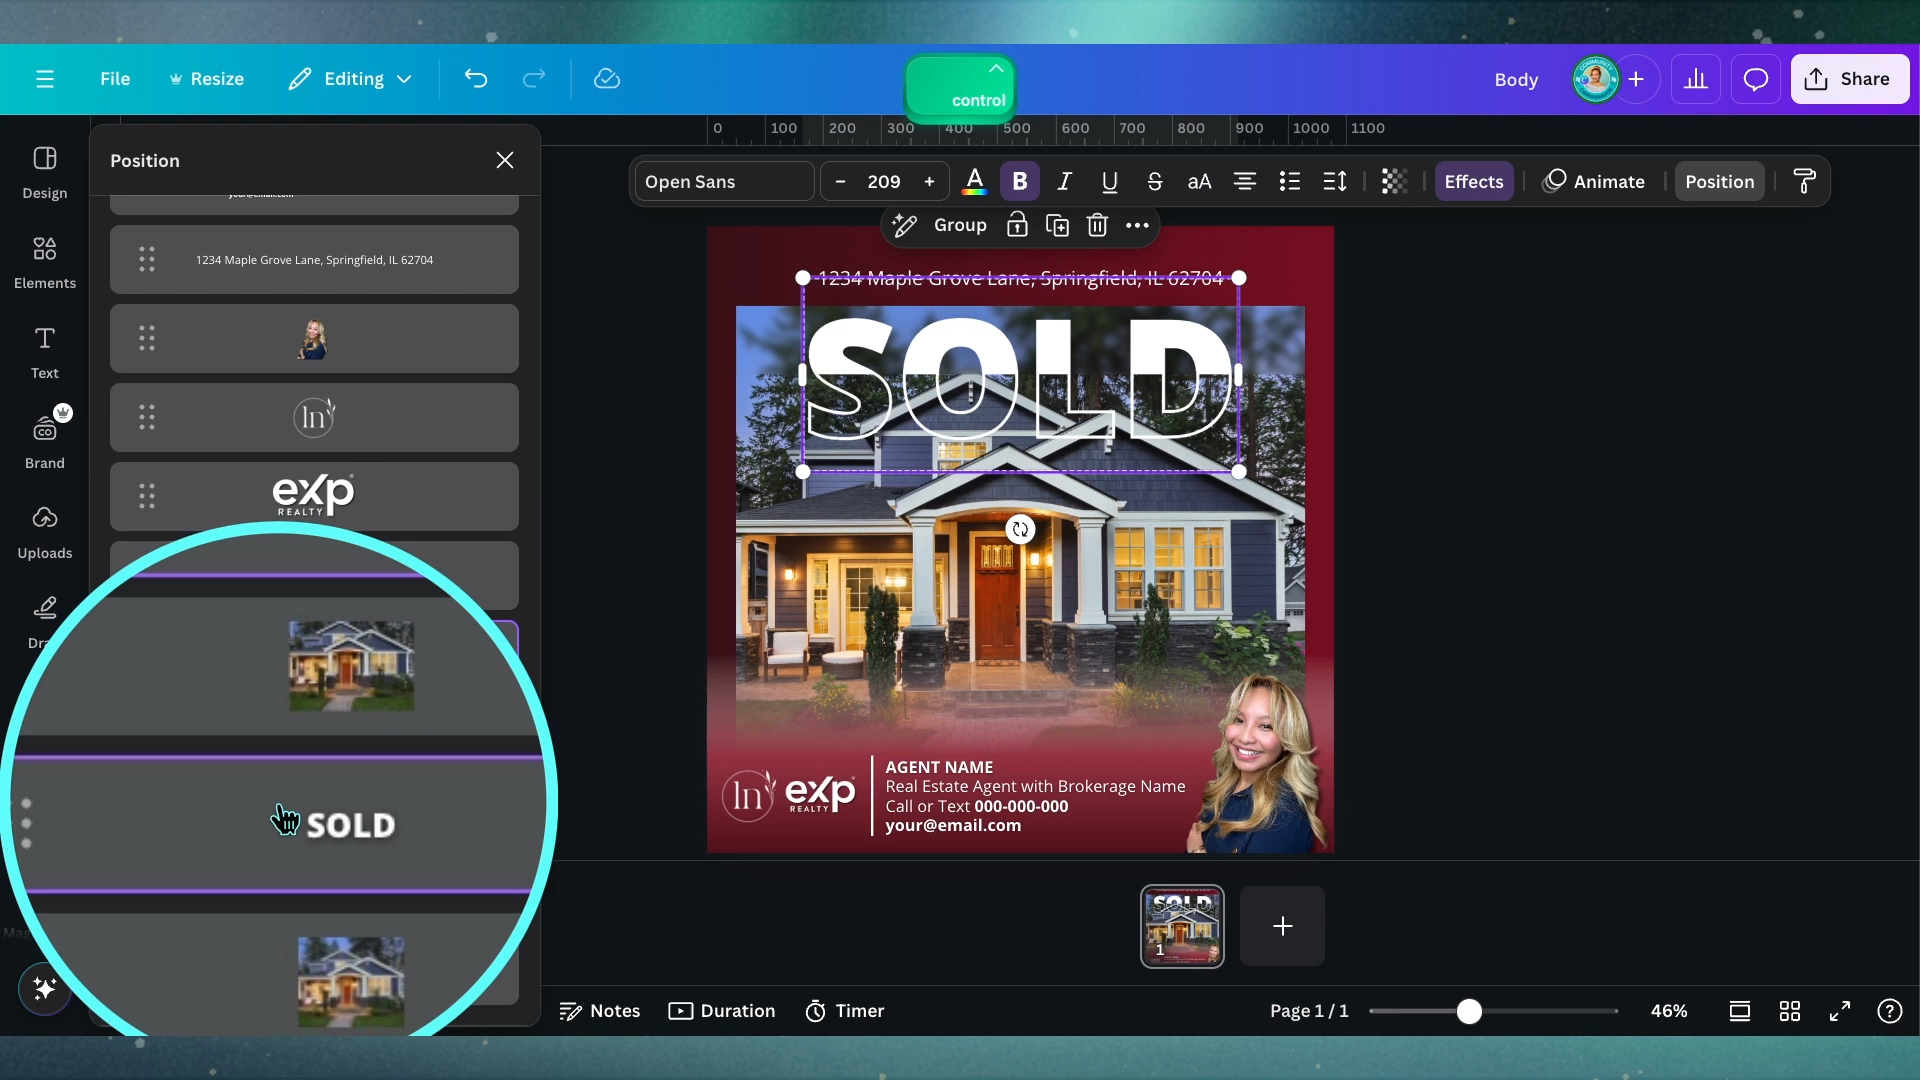 File
Resize
Editing
control
Body
Share
Design
Elements
Text
Brand
Uploads
Position
1234 Maple Grove Lane, Springfield, IL 62704
ln
exp
REALTY
SOLD
0 100 200 300 400 500 600 700 800 900 1000 1100
Open Sans
– 209 +
A B I U S aA
Effects
Animate
Position
Group
1234 Maple Grove Lane, Springfield, IL 62704
SOLD
ln
exp
REALTY
AGENT NAME
Real Estate Agent with Brokerage Name
Call or Text 000-000-000
your@email.com
SOLD
1
Notes
Duration
Timer
Page 1 / 1
46%